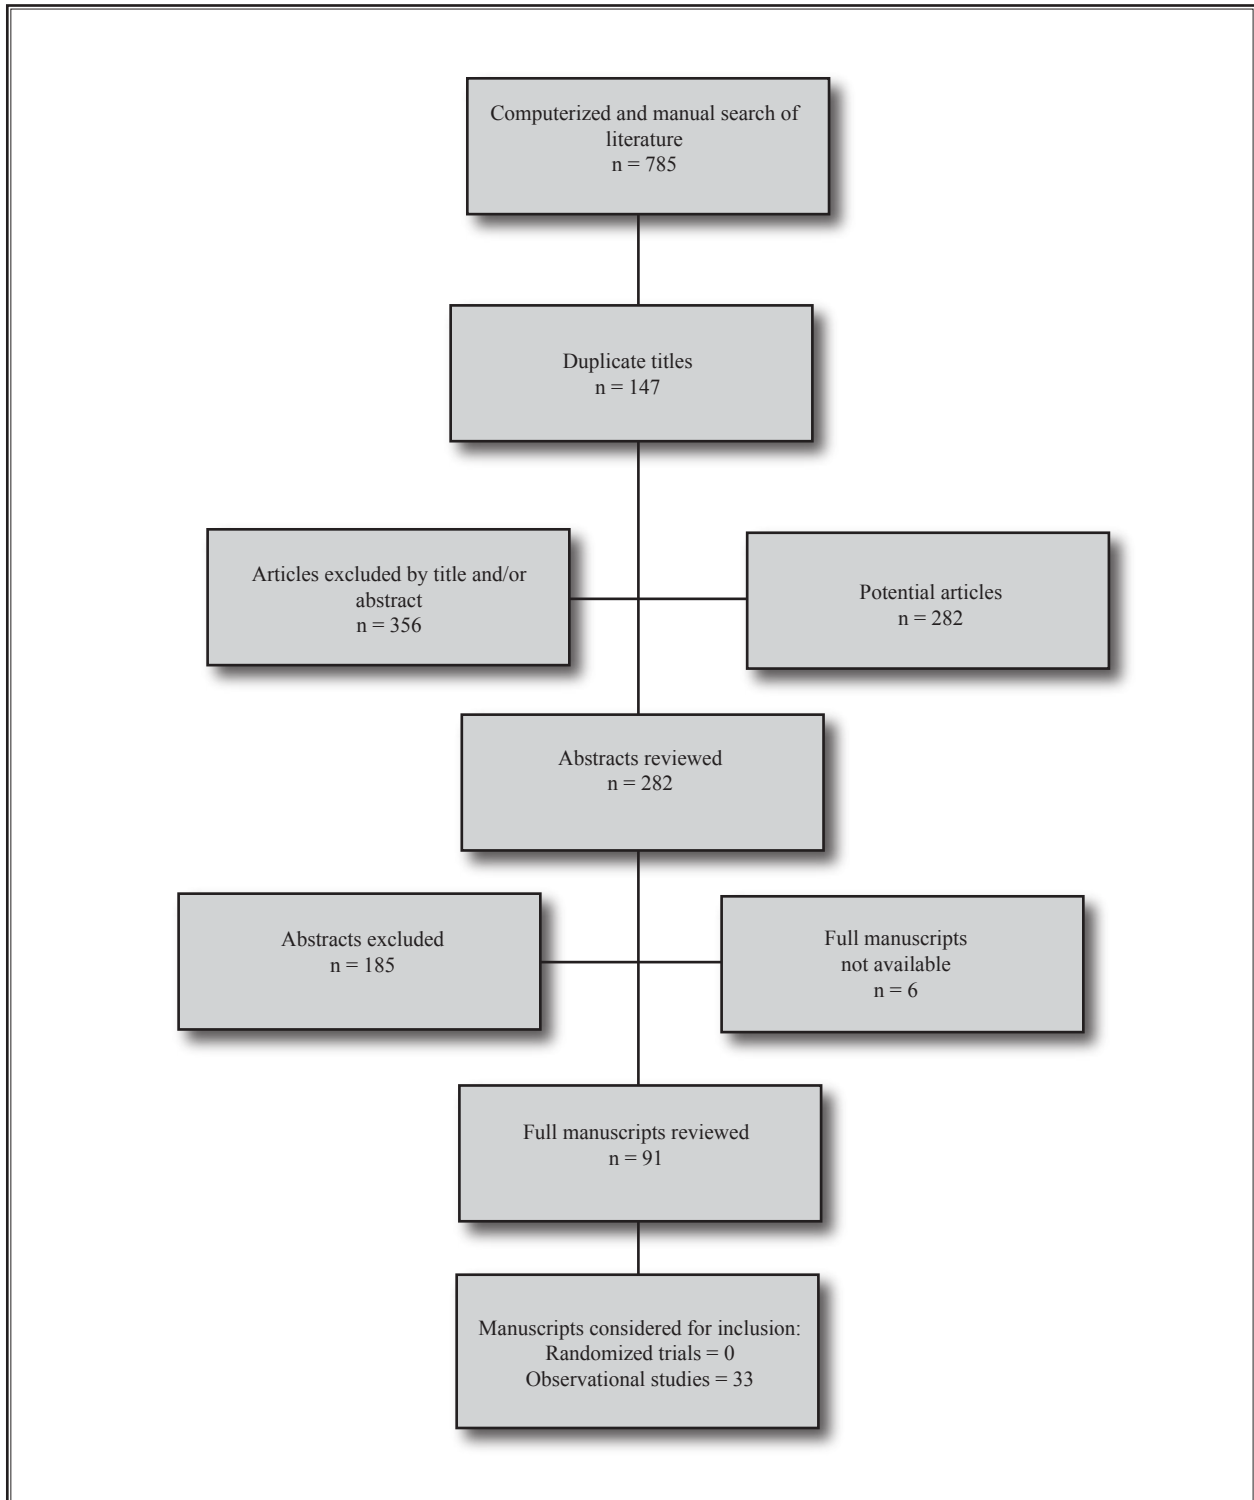 Computerized and manual search of
literature
n = 785
Duplicate titles
n = 147
Articles excluded by title and/or
abstract
n = 356
Potential articles
n = 282
Abstracts reviewed
n = 282
Abstracts excluded
n = 185
Full manuscripts
not available
n = 6
Full manuscripts reviewed
n = 91
Manuscripts considered for inclusion:
Randomized trials = 0
Observational studies = 33